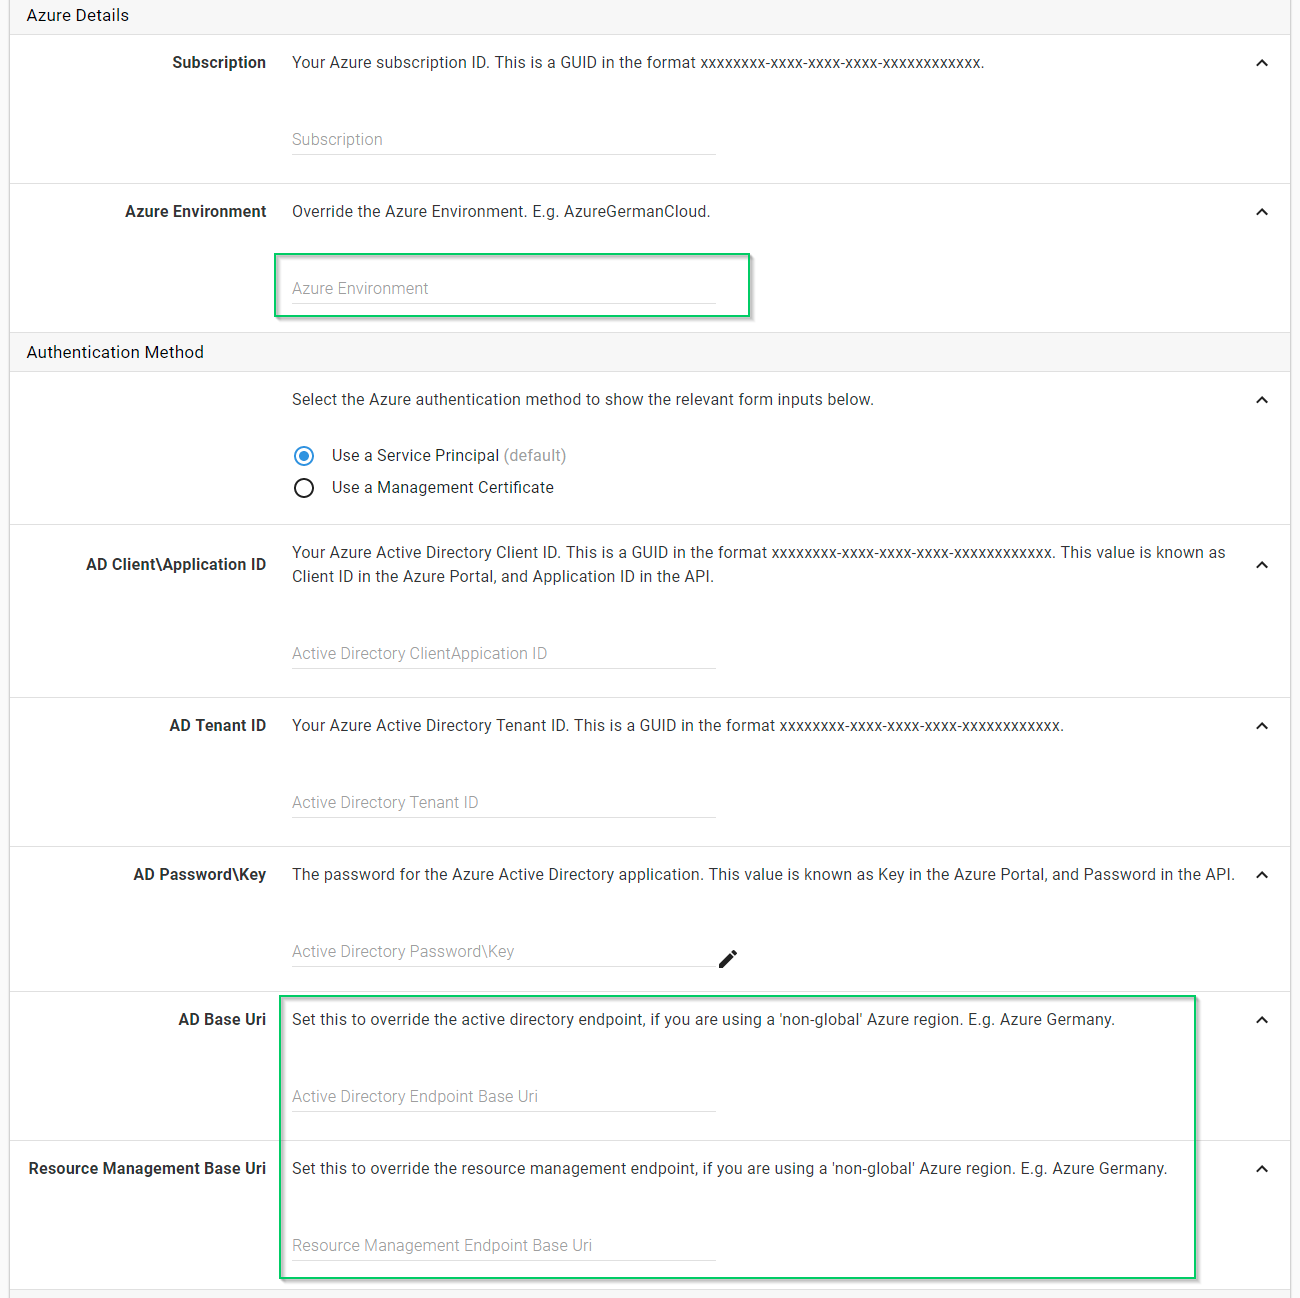 Azure Details
Subscription
Your Azure subscription ID. This is a GUID in the format xxxxxxxx-xxxx-xxxx-xxxx-xxxxxxxxxxxx.
Subscription
Azure Environment
Override the Azure Environment. E.g. AzureGermanCloud.
Azure Environment
Authentication Method
Select the Azure authentication method to show the relevant form inputs below.
Use a Service Principal (default)
Use a Management Certificate
AD Client\Application ID
Your Azure Active Directory Client ID. This is a GUID in the format xxxxxxxx-xxxx-xxxx-xxxx-xxxxxxxxxxxx. This value is known as
Client ID in the Azure Portal, and Application ID in the API.
Active Directory ClientAppication ID
AD Tenant ID
Your Azure Active Directory Tenant ID. This is a GUID in the format xxxxxxxx-xxxx-xxxx-xxxx-xxxxxxxxxxxx.
Active Directory Tenant ID
AD Password\Key
The password for the Azure Active Directory application. This value is known as Key in the Azure Portal, and Password in the API.
Active Directory Password\Key
AD Base Uri
Set this to override the active directory endpoint, if you are using a 'non-global' Azure region. E.g. Azure Germany.
Active Directory Endpoint Base Uri
Resource Management Base Uri
Set this to override the resource management endpoint, if you are using a 'non-global' Azure region. E.g. Azure Germany.
Resource Management Endpoint Base Uri